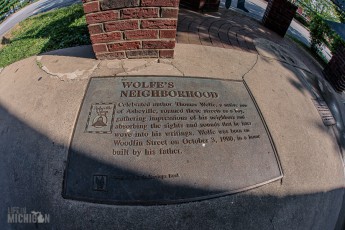 WOLFE'S
NEIGHBORHOOD
Celebrated author Thomas Wolfe, a native son
of Asheville, roamed these streets as a boy,
gathering impressions of his neighbors and
absorbing the sights and sounds that he later
wove into his writings. Wolfe was born on
Woodfin Street on October 3, 1900, in a house
built by his father.
LIFE IN
MICHIGAN